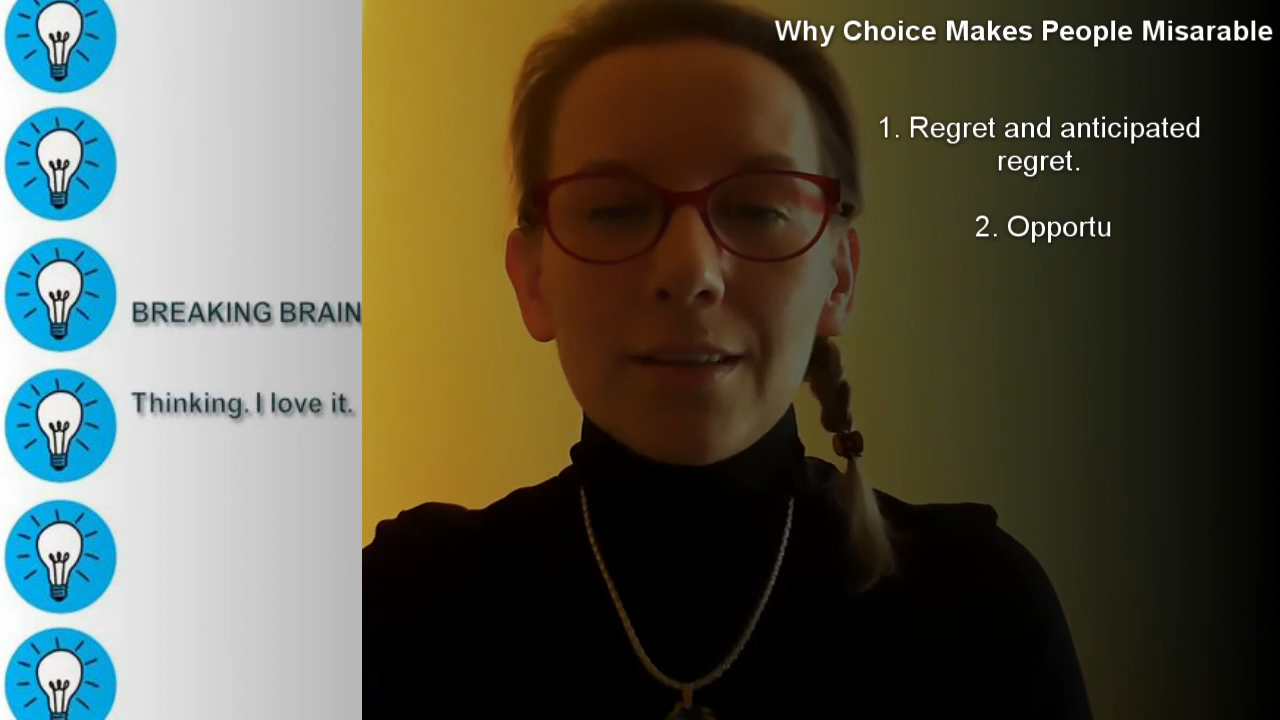 Why Choice Makes People Misarable
1. Regret and anticipated
regret.
2. Opportu
BREAKING BRAIN
Thinking. I love it.